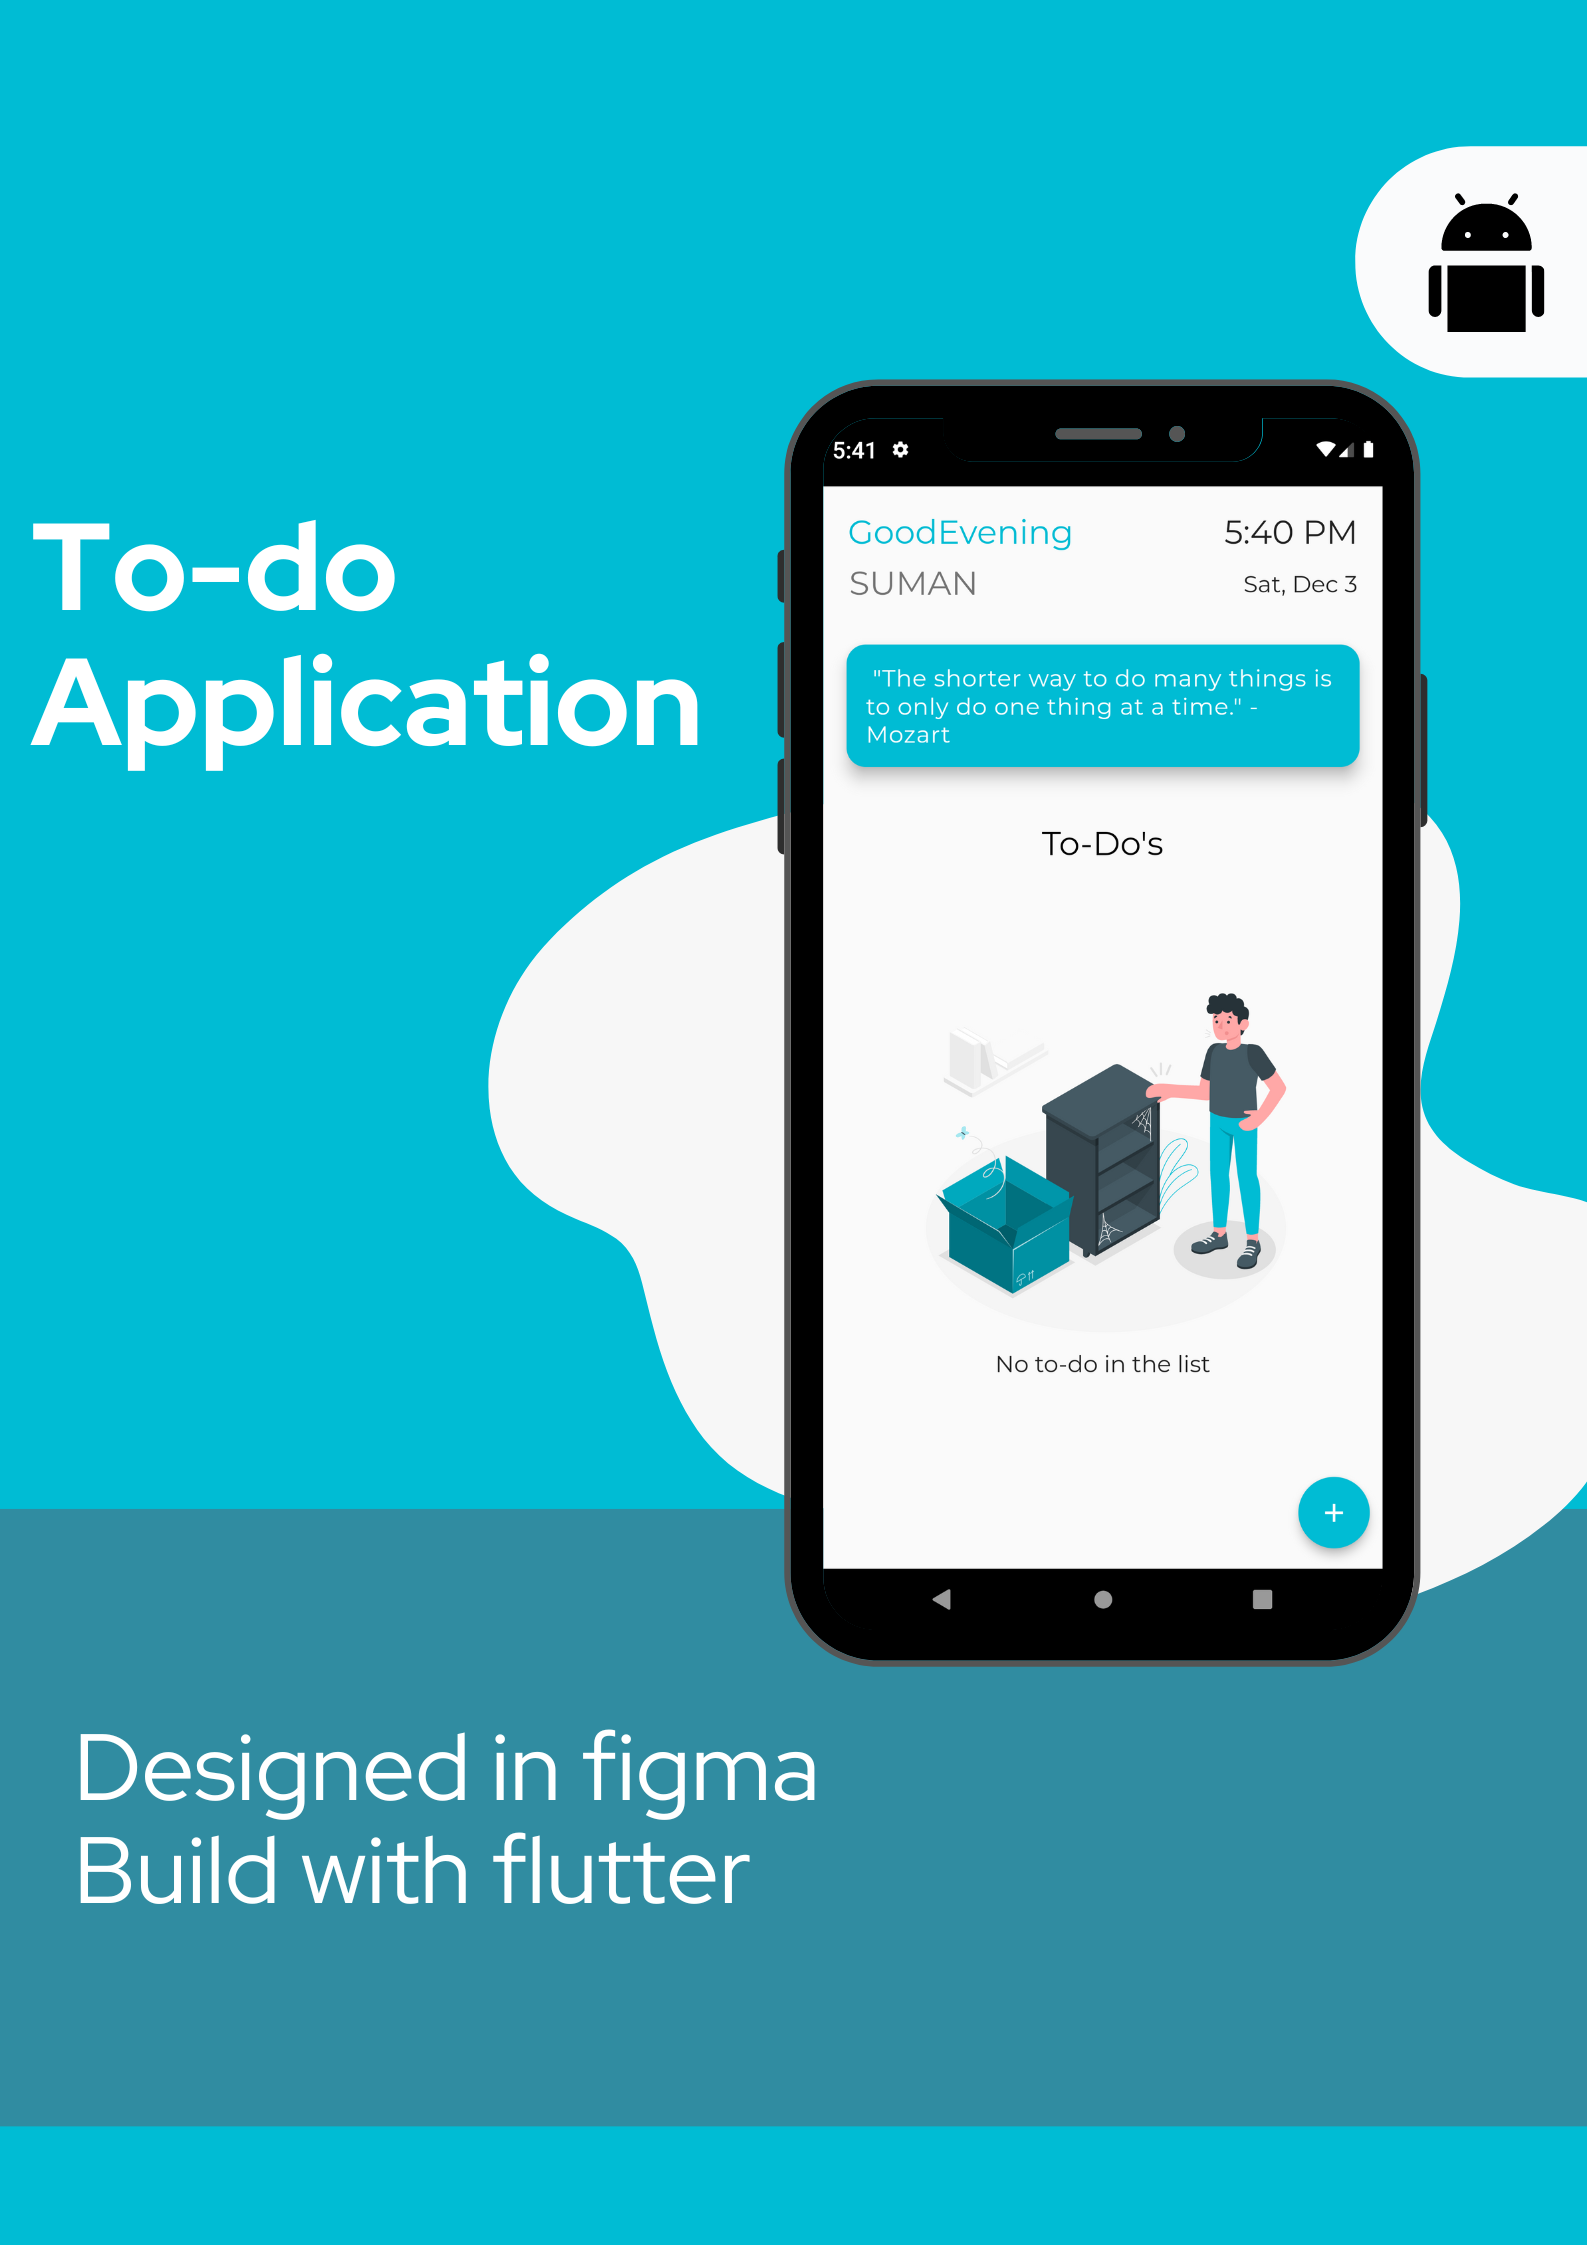 To-do
Application
5:41
GoodEvening
5:40 PM
SUMAN
Sat, Dec 3
"The shorter way to do many things is
to only do one thing at a time." -
Mozart
To-Do's
No to-do in the list
+
Designed in figma
Build with flutter